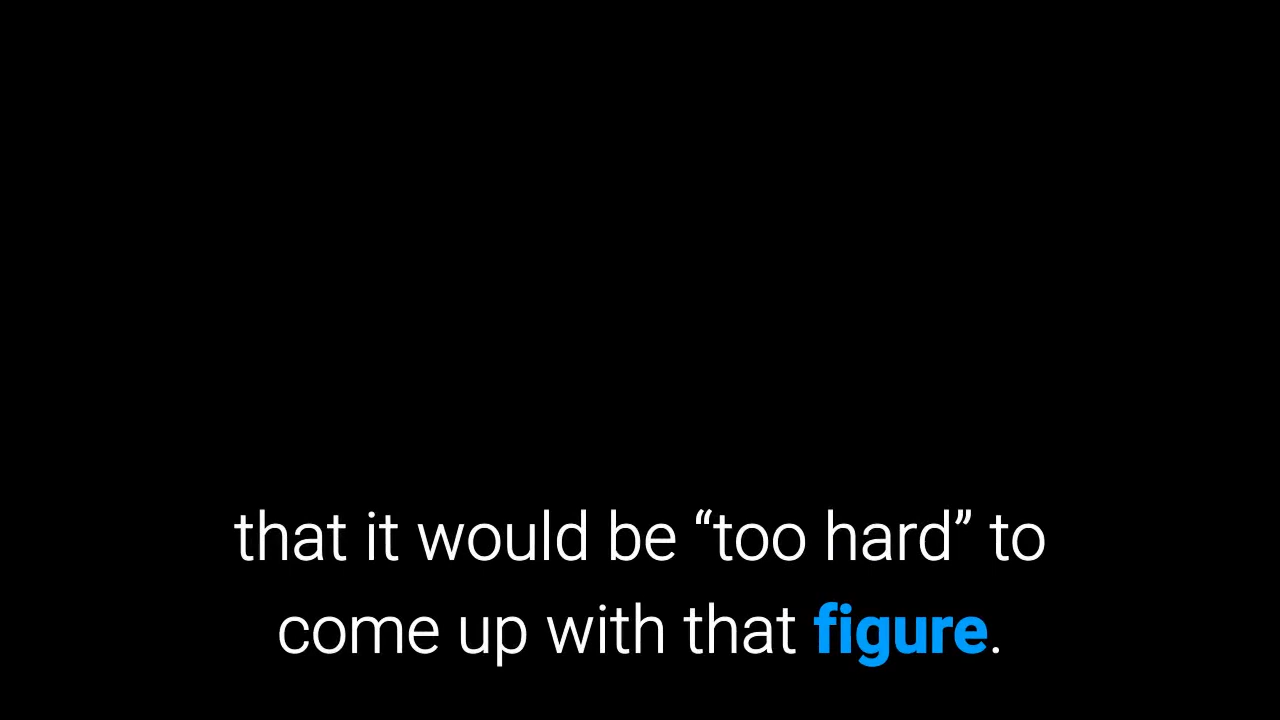 that it would be “too hard” to
come up with that figure.